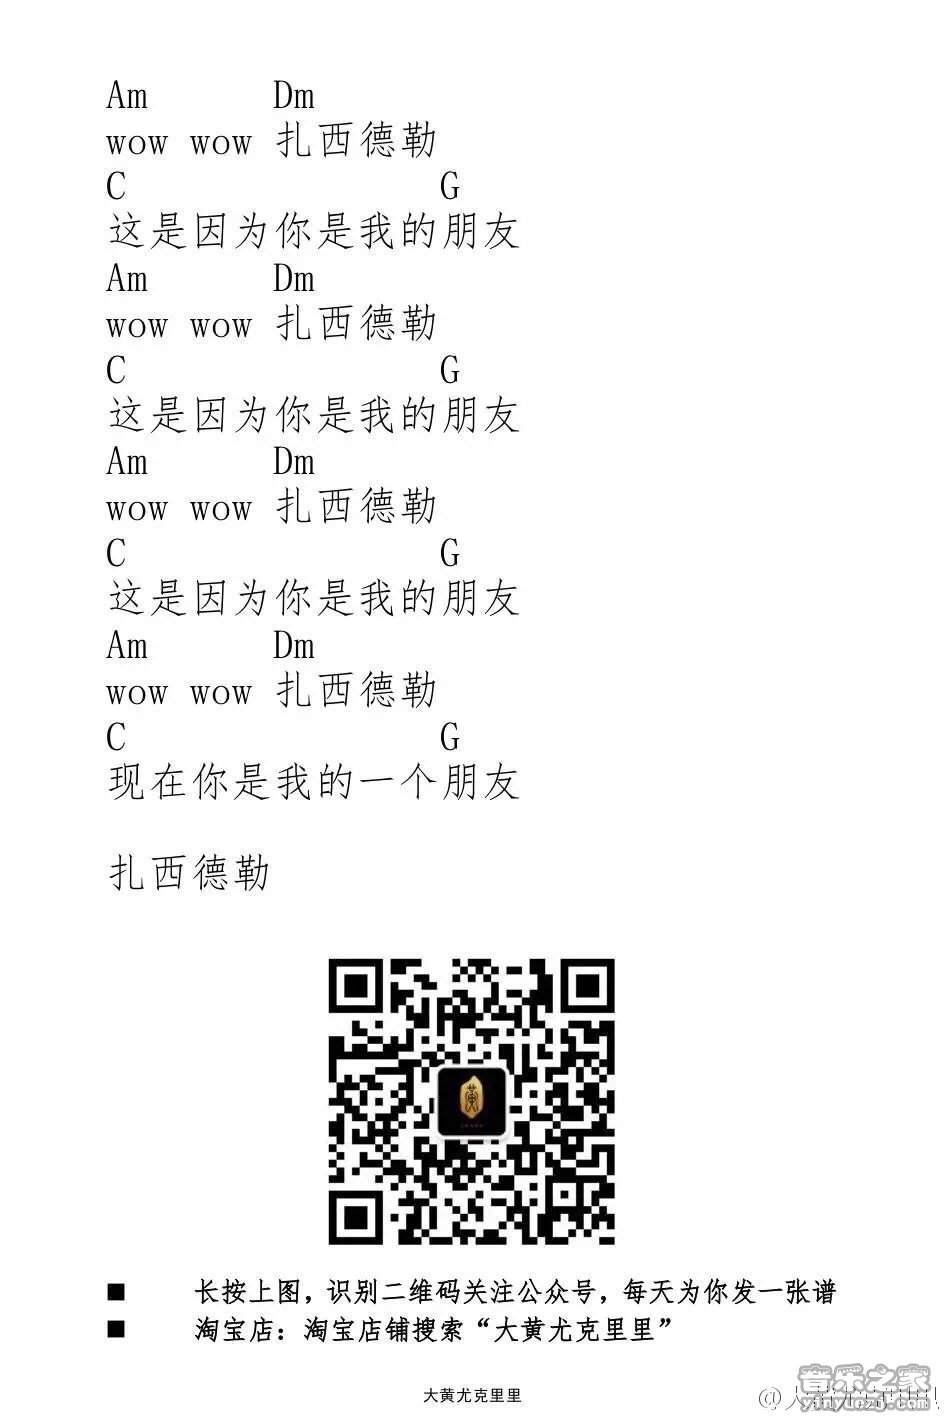 Am Dm
wow wow 扎西德勒
C G
这是因为你是我的朋友
Am Dm
wow wow 扎西德勒
C G
这是因为你是我的朋友
Am Dm
wow wow 扎西德勒
C G
这是因为你是我的朋友
Am Dm
wow wow 扎西德勒
C G
现在你是我的一个朋友
扎西德勒
■ 长按上图，识别二维码关注公众号，每天为你发一张谱
■ 淘宝店：淘宝店铺搜索“大黄尤克里里”
大黄尤克里里
音乐之家